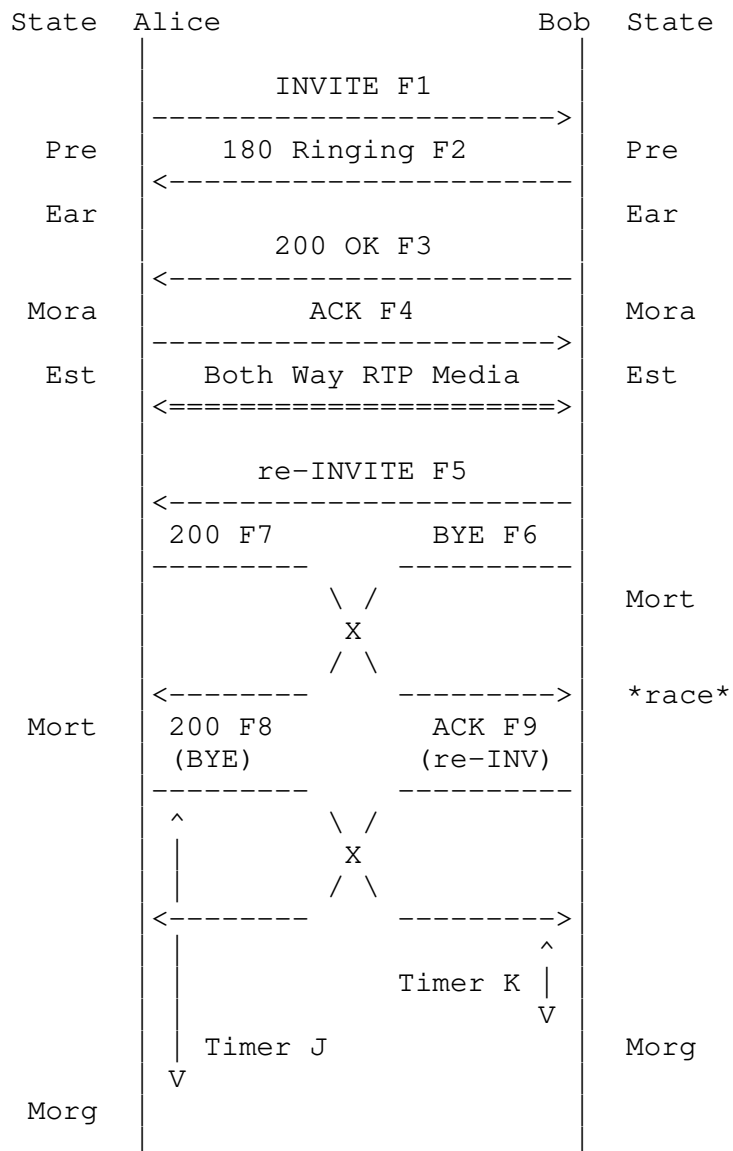 State  Alice                      Bob  State
INVITE F1
Pre     180 Ringing F2     Pre
Ear     Ear
200 OK F3
Mora     ACK F4     Mora
Est     Both Way RTP Media     Est
re-INVITE F5
200 F7     BYE F6
Mort
X
*race*
Mort     200 F8     ACK F9
(BYE)     (re-INV)
X
Timer K
Timer J     Morg
Morg